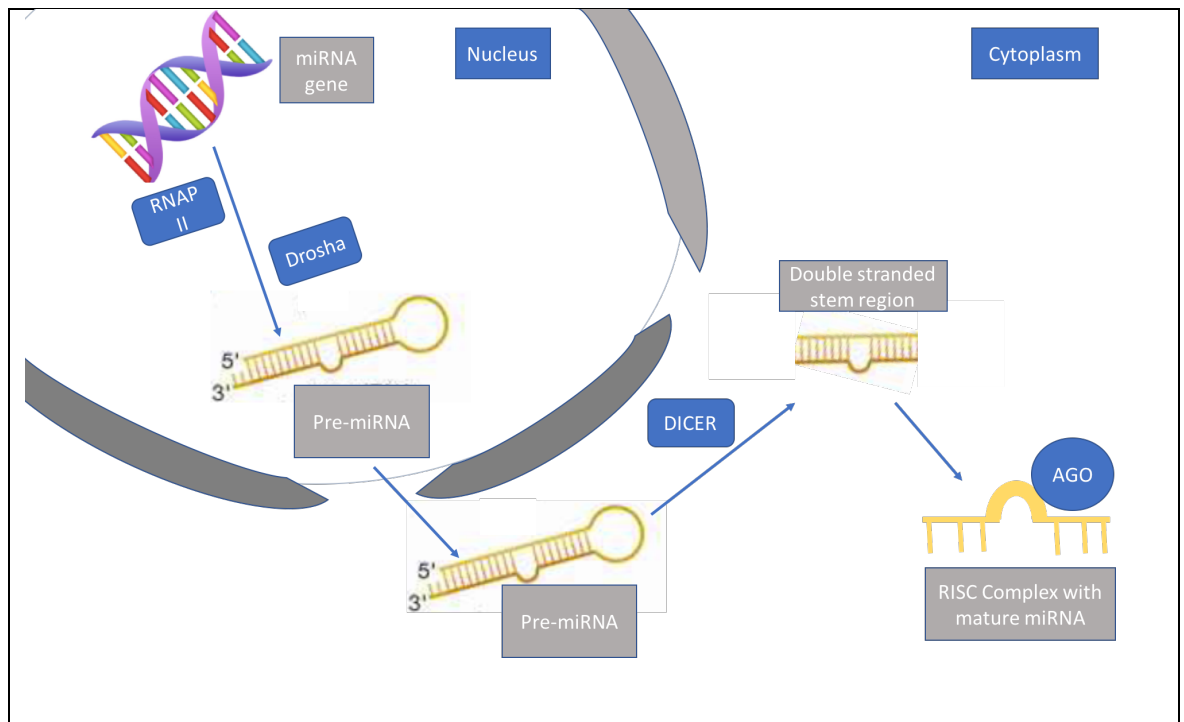 miRNA
gene
Nucleus
Cytoplasm
RNAP
II
Drosha
5'
3'
Pre-miRNA
Double stranded
stem region
DICER
AGO
5'
3'
Pre-miRNA
RISC Complex with
mature miRNA